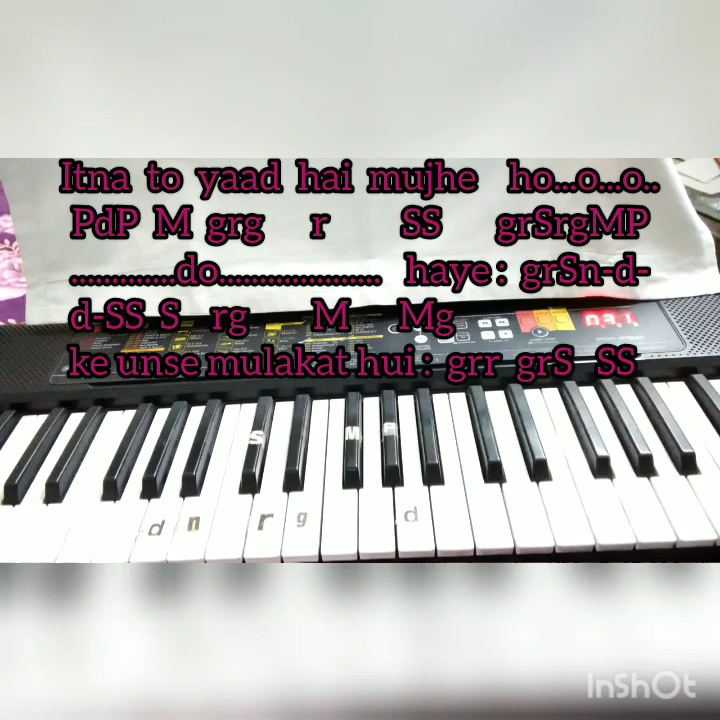 Itna to yaad hai mujhe ho...o...o..
PdP M grg r SS grSrgMP
.............do.................... haye : grSn-d-
d-SS S rg M Mg
ke unse mulakat hui : grr grS SS
031
S M P
d n r g d
InShOt